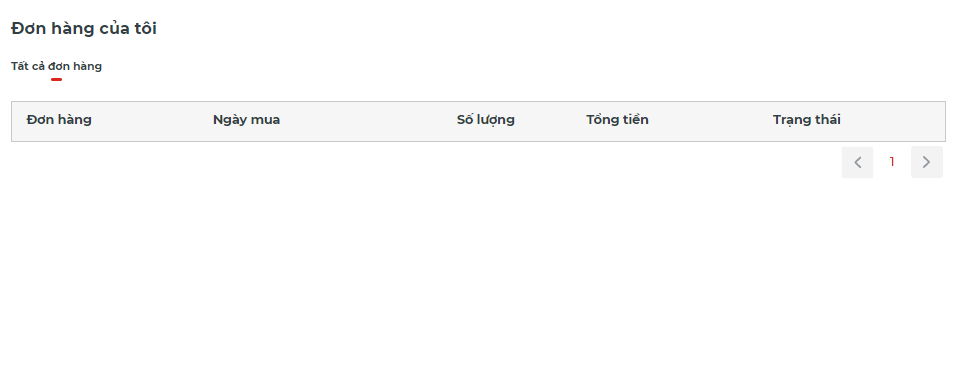 Đơn hàng của tôi
Tất cả đơn hàng
Đơn hàng Ngày mua Số lượng Tổng tiền Trạng thái
1